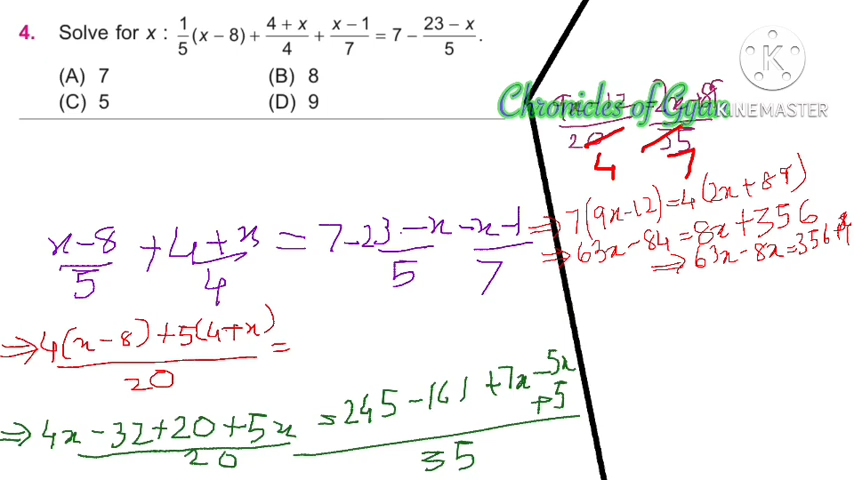 4. Solve for x : 1/5 (x – 8) + (4 + x)/4 + (x – 1)/7 = 7 – (23 – x)/5.
(A) 7 (B) 8
(C) 5 (D) 9
K
KINEMASTER
Chronicles of Gyan
20 35
4 7
⇒ 7(9x-12) = 4(2x+89)
⇒ 63x - 84 = 8x + 356
⇒ 63x - 8x = 356 +
(x-8)/5 + (4+x)/4 = 7 - (23-x)/5 - (x-1)/7
⇒ (4(x-8) + 5(4+x))/20 =
⇒ (4x - 32 + 20 + 5x)/20 = (245 - 161 + 7x - 5x + 5)/35